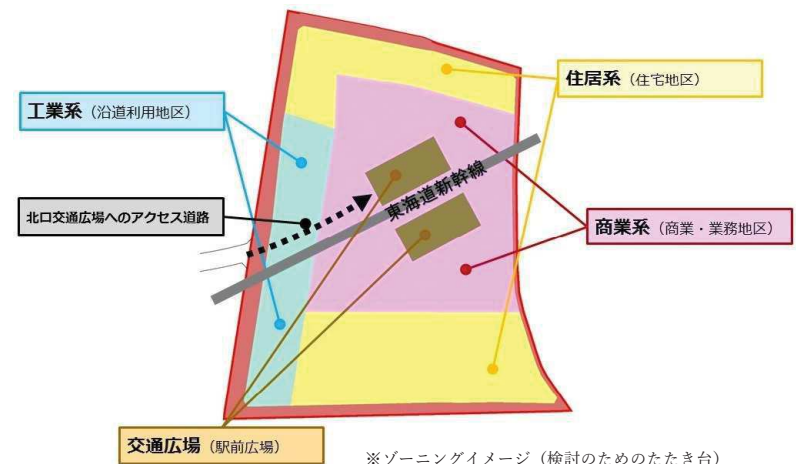 住居系（住宅地区）
工業系（沿道利用地区）
東海道新幹線
北口交通広場へのアクセス道路
商業系（商業・業務地区）
交通広場（駅前広場）
※ゾーニングイメージ（検討のためのたたき台）